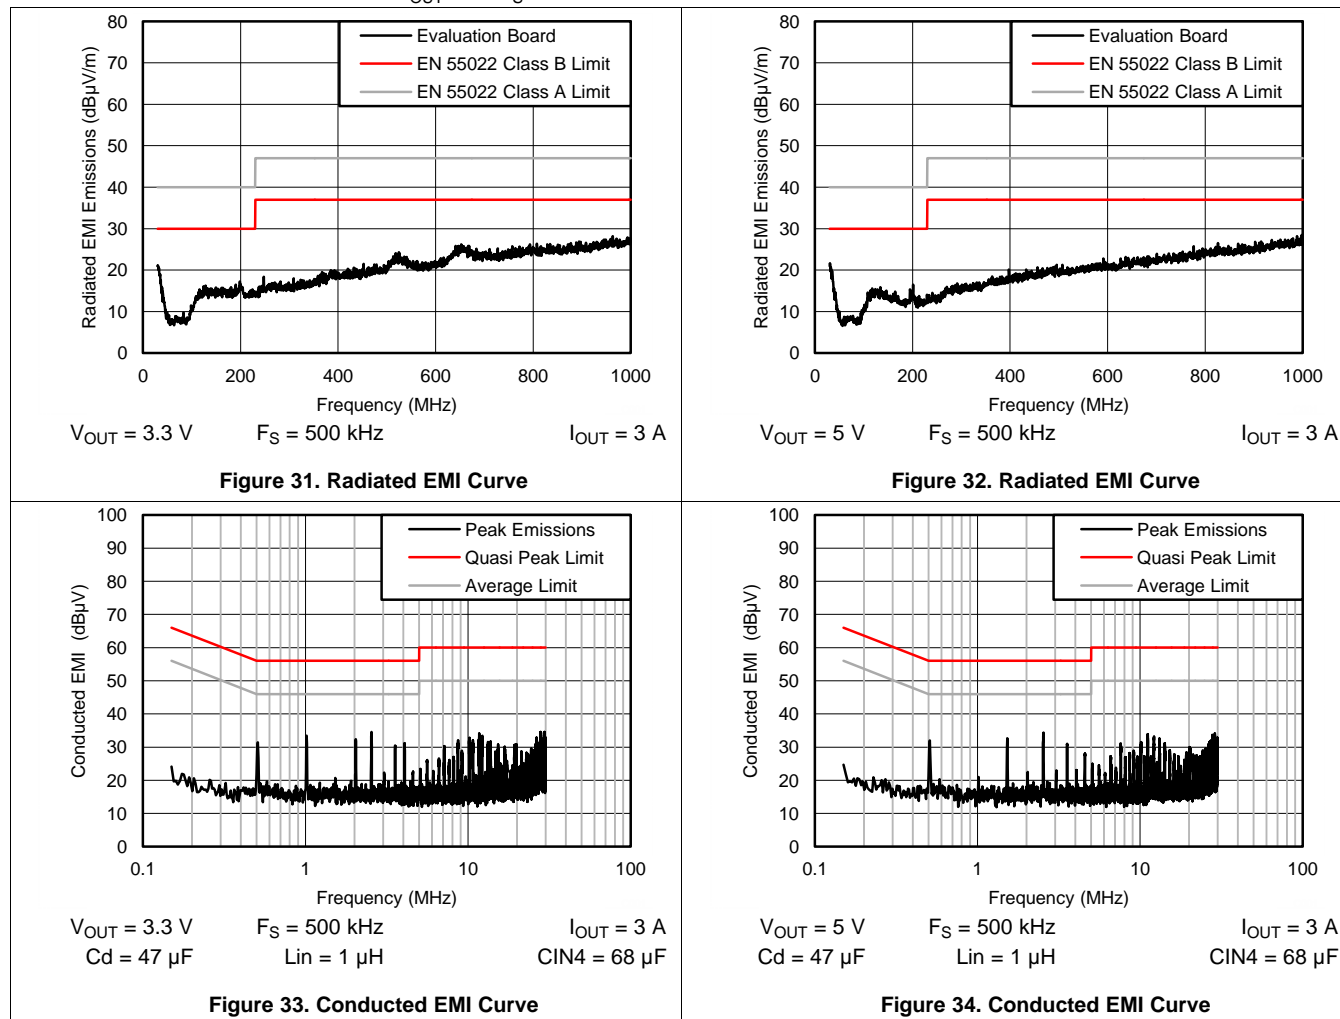 80
70
60
50
40
30
20
10
0
Radiated EMI Emissions (dBµV/m)
Evaluation Board
EN 55022 Class B Limit
EN 55022 Class A Limit
0 200 400 600 800 1000
Frequency (MHz)
VOUT = 3.3 V FS = 500 kHz IOUT = 3 A
Figure 31. Radiated EMI Curve
80
70
60
50
40
30
20
10
0
Radiated EMI Emissions (dBµV/m)
Evaluation Board
EN 55022 Class B Limit
EN 55022 Class A Limit
0 200 400 600 800 1000
Frequency (MHz)
VOUT = 5 V FS = 500 kHz IOUT = 3 A
Figure 32. Radiated EMI Curve
100
90
80
70
60
50
40
30
20
10
0
Conducted EMI (dBµV)
Peak Emissions
Quasi Peak Limit
Average Limit
0.1 1 10 100
Frequency (MHz)
VOUT = 3.3 V FS = 500 kHz IOUT = 3 A
Cd = 47 µF Lin = 1 µH CIN4 = 68 µF
Figure 33. Conducted EMI Curve
100
90
80
70
60
50
40
30
20
10
0
Conducted EMI (dBµV)
Peak Emissions
Quasi Peak Limit
Average Limit
0.1 1 10 100
Frequency (MHz)
VOUT = 5 V FS = 500 kHz IOUT = 3 A
Cd = 47 µF Lin = 1 µH CIN4 = 68 µF
Figure 34. Conducted EMI Curve